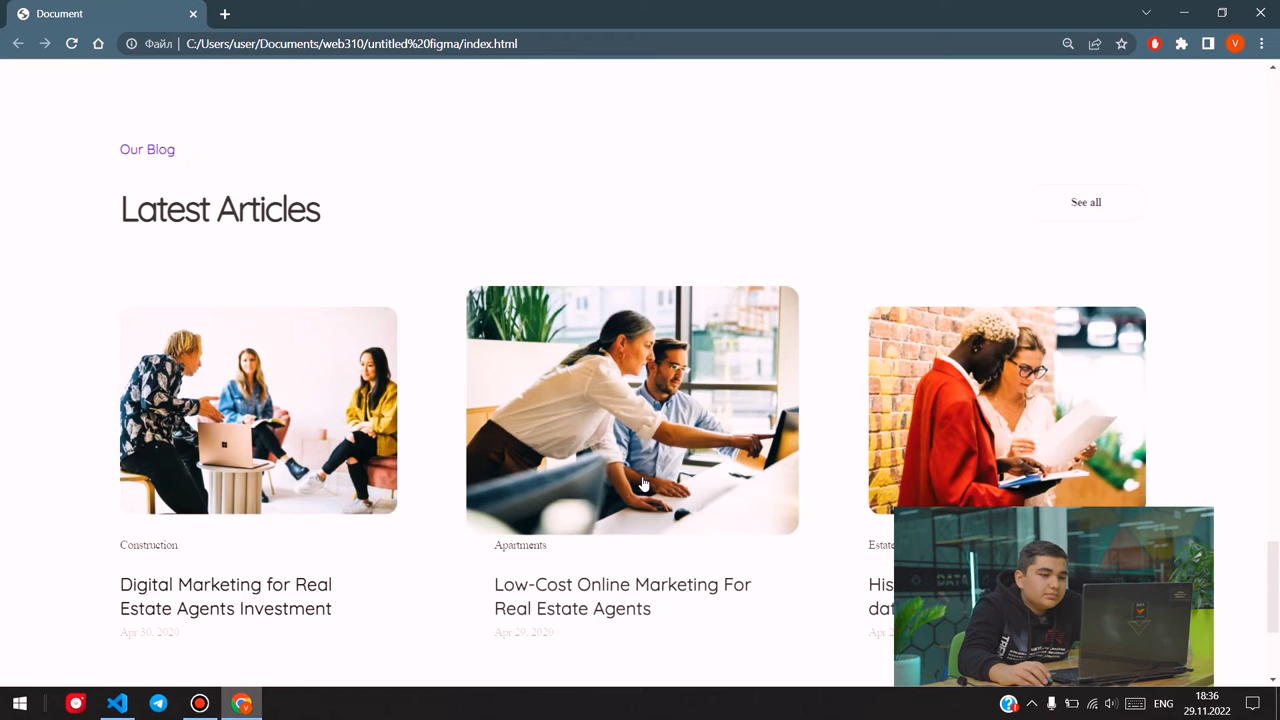 Document
Файл
C:/Users/user/Documents/web310/untitled%20figma/index.html
V
Our Blog
Latest Articles
See all
Construction
Apartments
Estate
Digital Marketing for Real
Estate Agents Investment
Low-Cost Online Marketing For
Real Estate Agents
Apr 30, 2020
Apr 29, 2020
ENG
18:36
29.11.2022